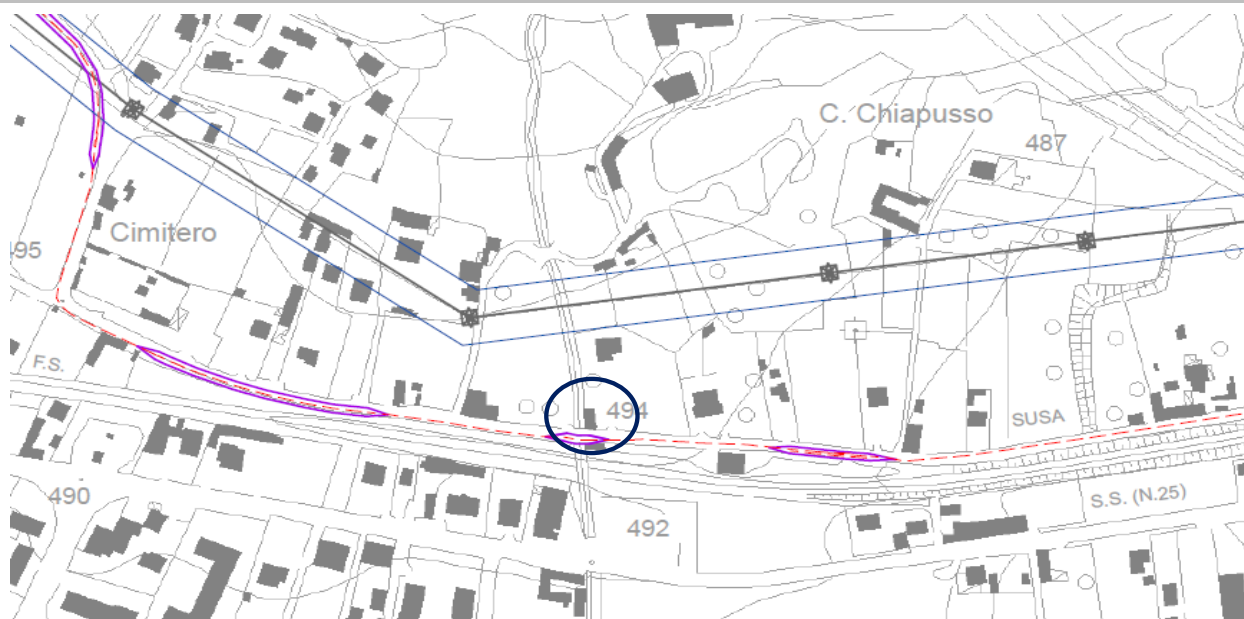 C. Chiapusso
487
Cimitero
495
F.S.
494
SUSA
490
S.S. (N.25)
492